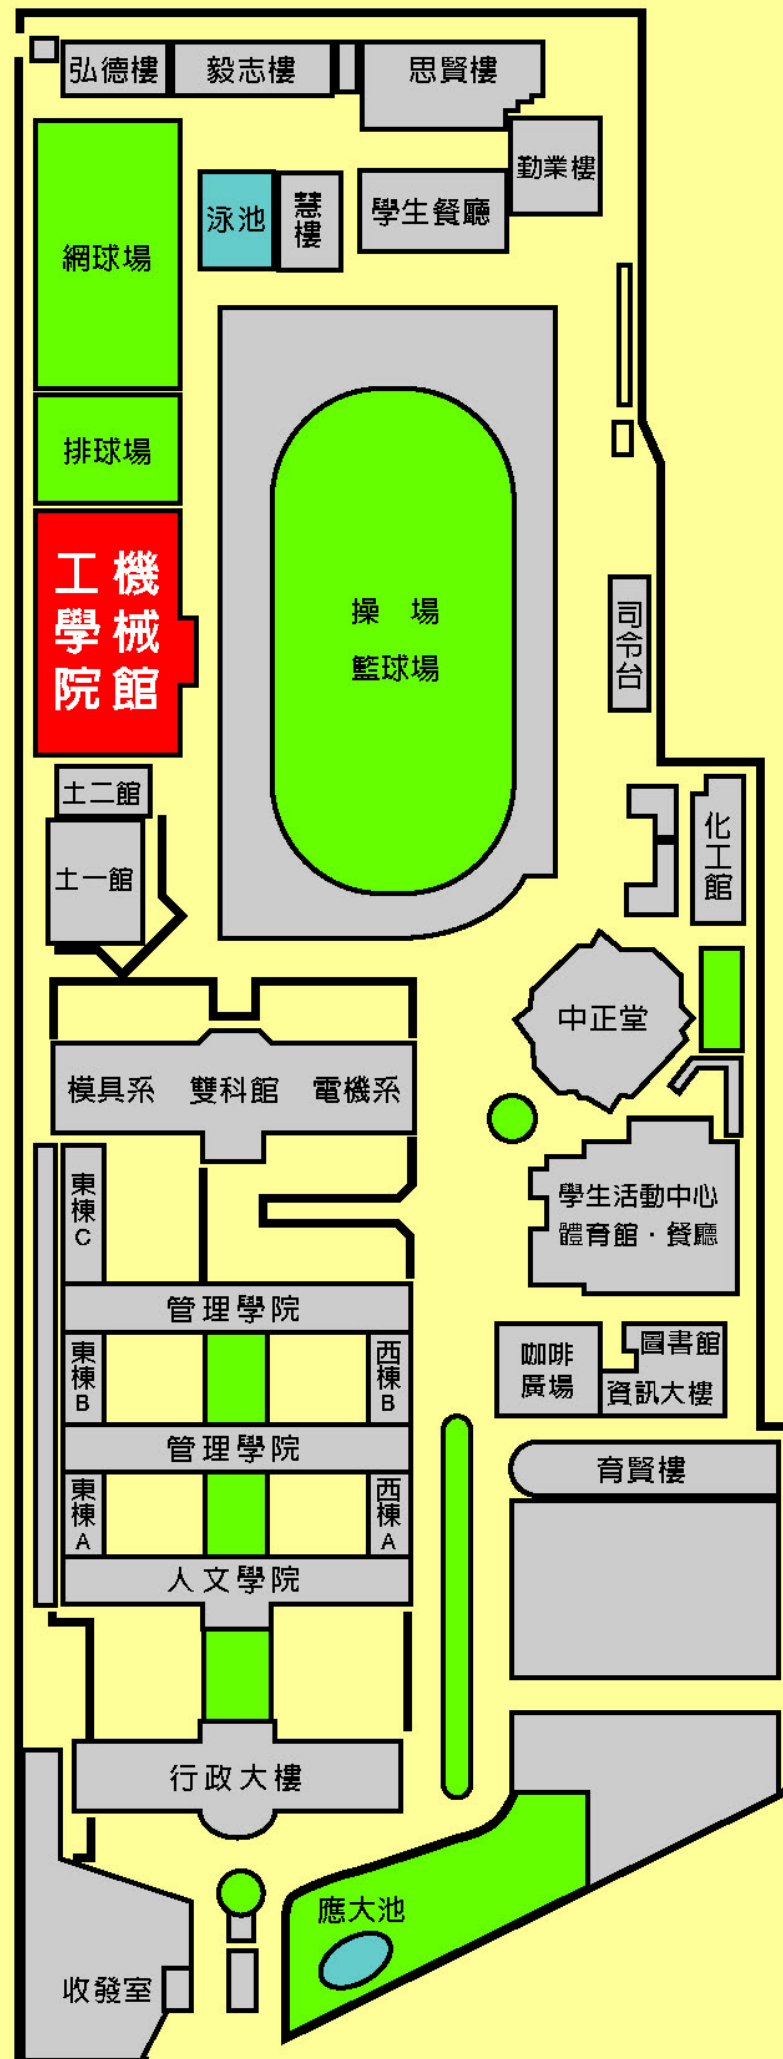 弘德樓
毅志樓
思賢樓
勤業樓
泳池
慧樓
學生餐廳
網球場
排球場
機械館
工學院
操場
籃球場
司令台
土二館
土一館
化工館
中正堂
模具系 雙科館 電機系
東棟C
學生活動中心
體育館・餐廳
管理學院
東棟B
西棟B
咖啡
廣場
圖書館
資訊大樓
管理學院
育賢樓
東棟A
西棟A
人文學院
行政大樓
應大池
收發室